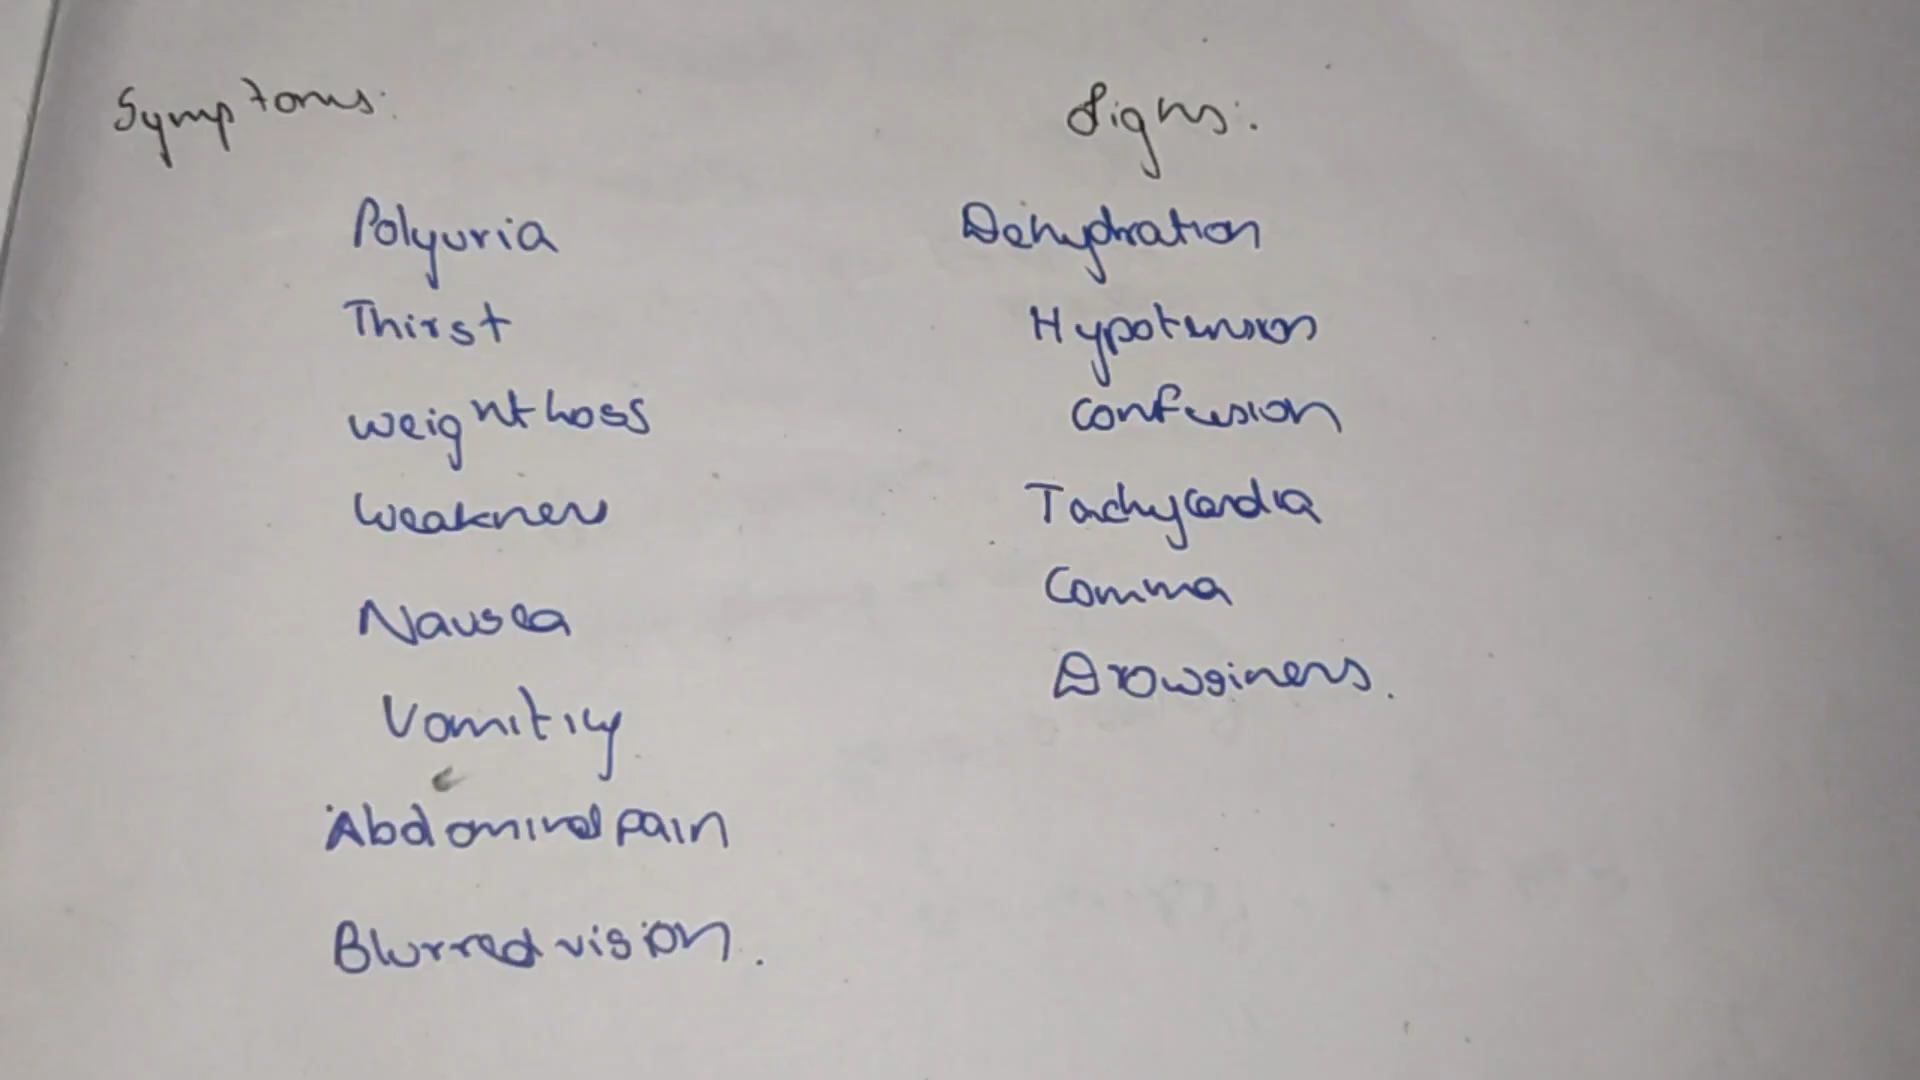 Symptoms:
Polyuria
Thirst
weight loss
Weakness
Nausea
Vomiting
Abdominal pain
Blurred vision.
Signs:
Dehydration
Hypotension
confusion
Tachycardia
Comma
Drowsiness.